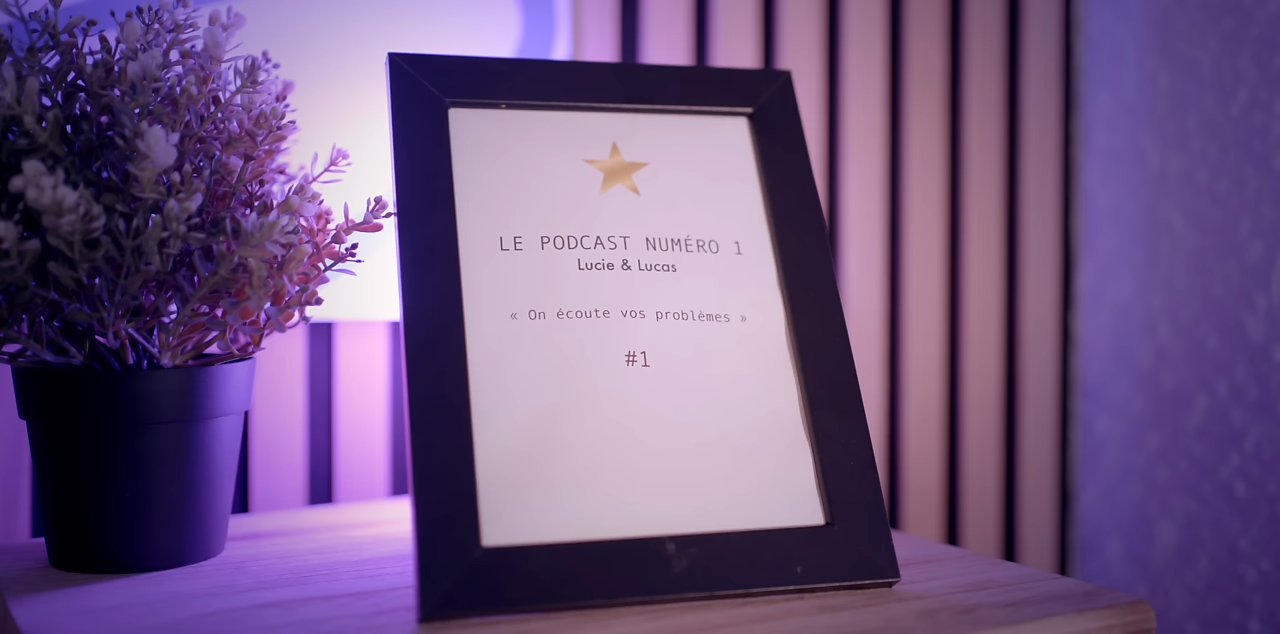 LE PODCAST NUMÉRO 1
Lucie & Lucas
« On écoute vos problèmes »
#1